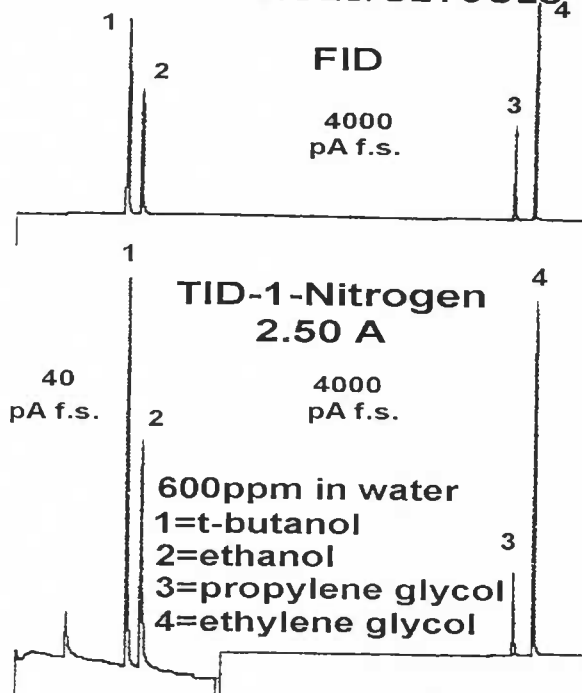 4
1
2
FID
3
4000
pA f.s.
1
TID-1-Nitrogen
2.50 A
4
40
pA f.s.
4000
pA f.s.
2
600ppm in water
1=t-butanol
2=ethanol
3=propylene glycol
4=ethylene glycol
3